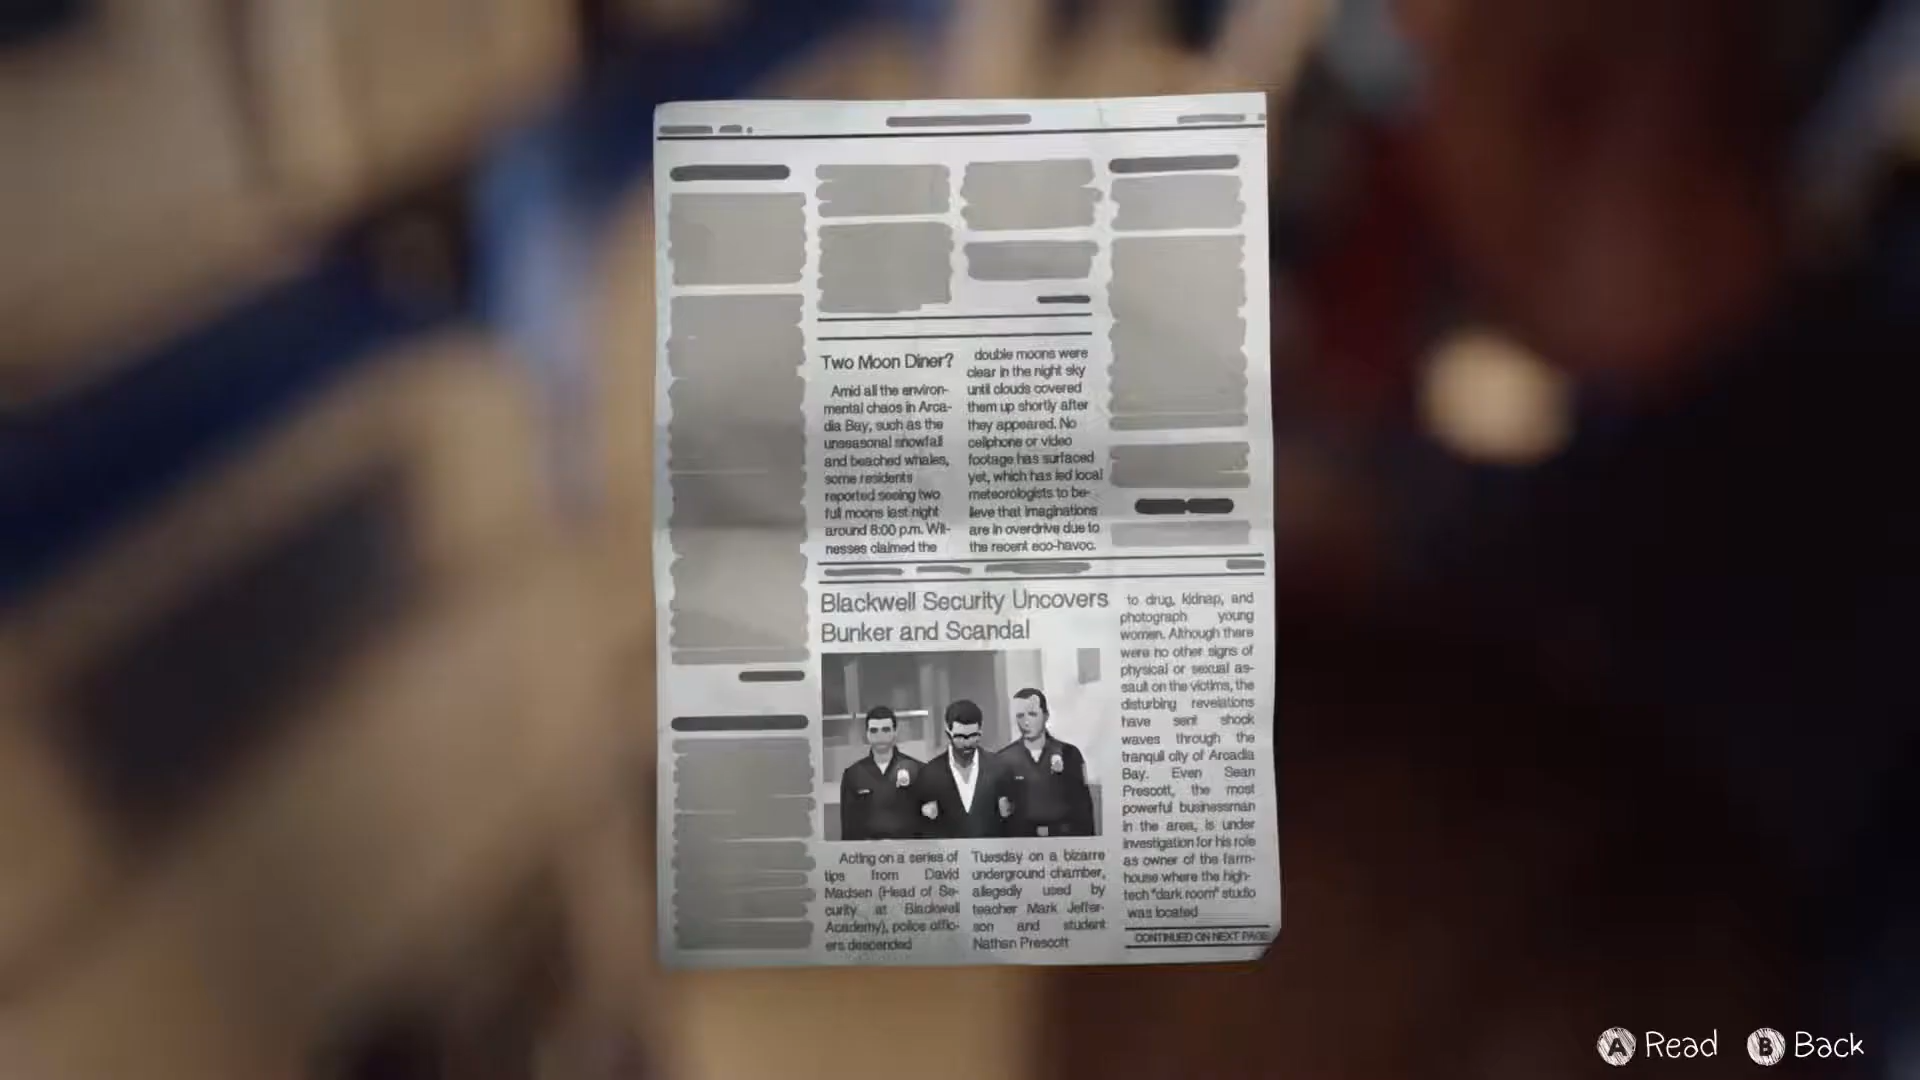 Two Moon Diner?
Amid all the environ-
mental chaos in Arca-
dia Bay, such as the
unseasonal snowfall
and beached whales,
some residents
reported seeing two
full moons last night
around 8:00 p.m. Wit-
nesses claimed the
double moons were
clear in the night sky
until clouds covered
them up shortly after
they appeared. No
cellphone or video
footage has surfaced
yet, which has led local
meteorologists to be-
lieve that imaginations
are in overdrive due to
the recent eco-havoc.
Blackwell Security Uncovers
Bunker and Scandal
Acting on a series of
tips from David
Madsen (Head of Se-
curity at Blackwell
Academy), police offic-
ers descended
Tuesday on a bizarre
underground chamber,
allegedly used by
teacher Mark Jeffer-
son and student
Nathan Prescott
to drug, kidnap, and
photograph young
women. Although there
were no other signs of
physical or sexual as-
sault on the victims, the
disturbing revelations
have sent shock
waves through the
tranquil city of Arcadia
Bay. Even Sean
Prescott, the most
powerful businessman
in the area, is under
investigation for his role
as owner of the farm-
house where the high-
tech "dark room" studio
was located
CONTINUED ON NEXT PAGE
A Read B Back